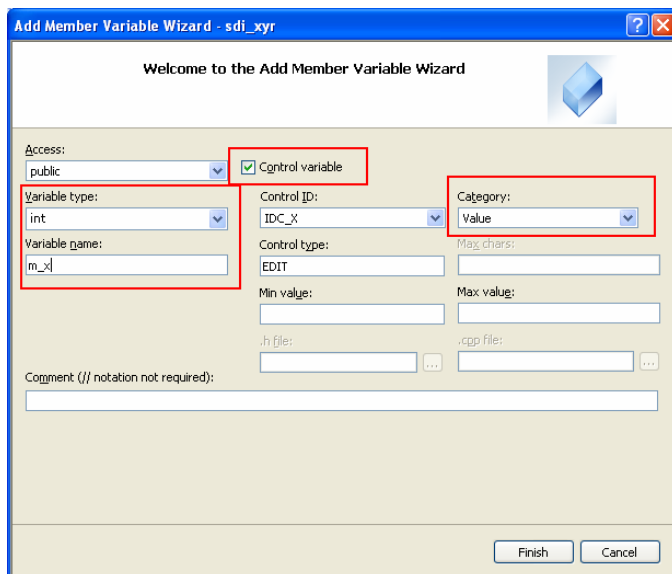 Add Member Variable Wizard - sdi_xyr
Welcome to the Add Member Variable Wizard
Access:
public
Control variable
Variable type:
Control ID:
Category:
int
IDC_X
Value
Variable name:
Control type:
Max chars:
m_x
EDIT
Min value:
Max value:
.h file:
.cpp file:
...
...
Comment (// notation not required):
Finish
Cancel